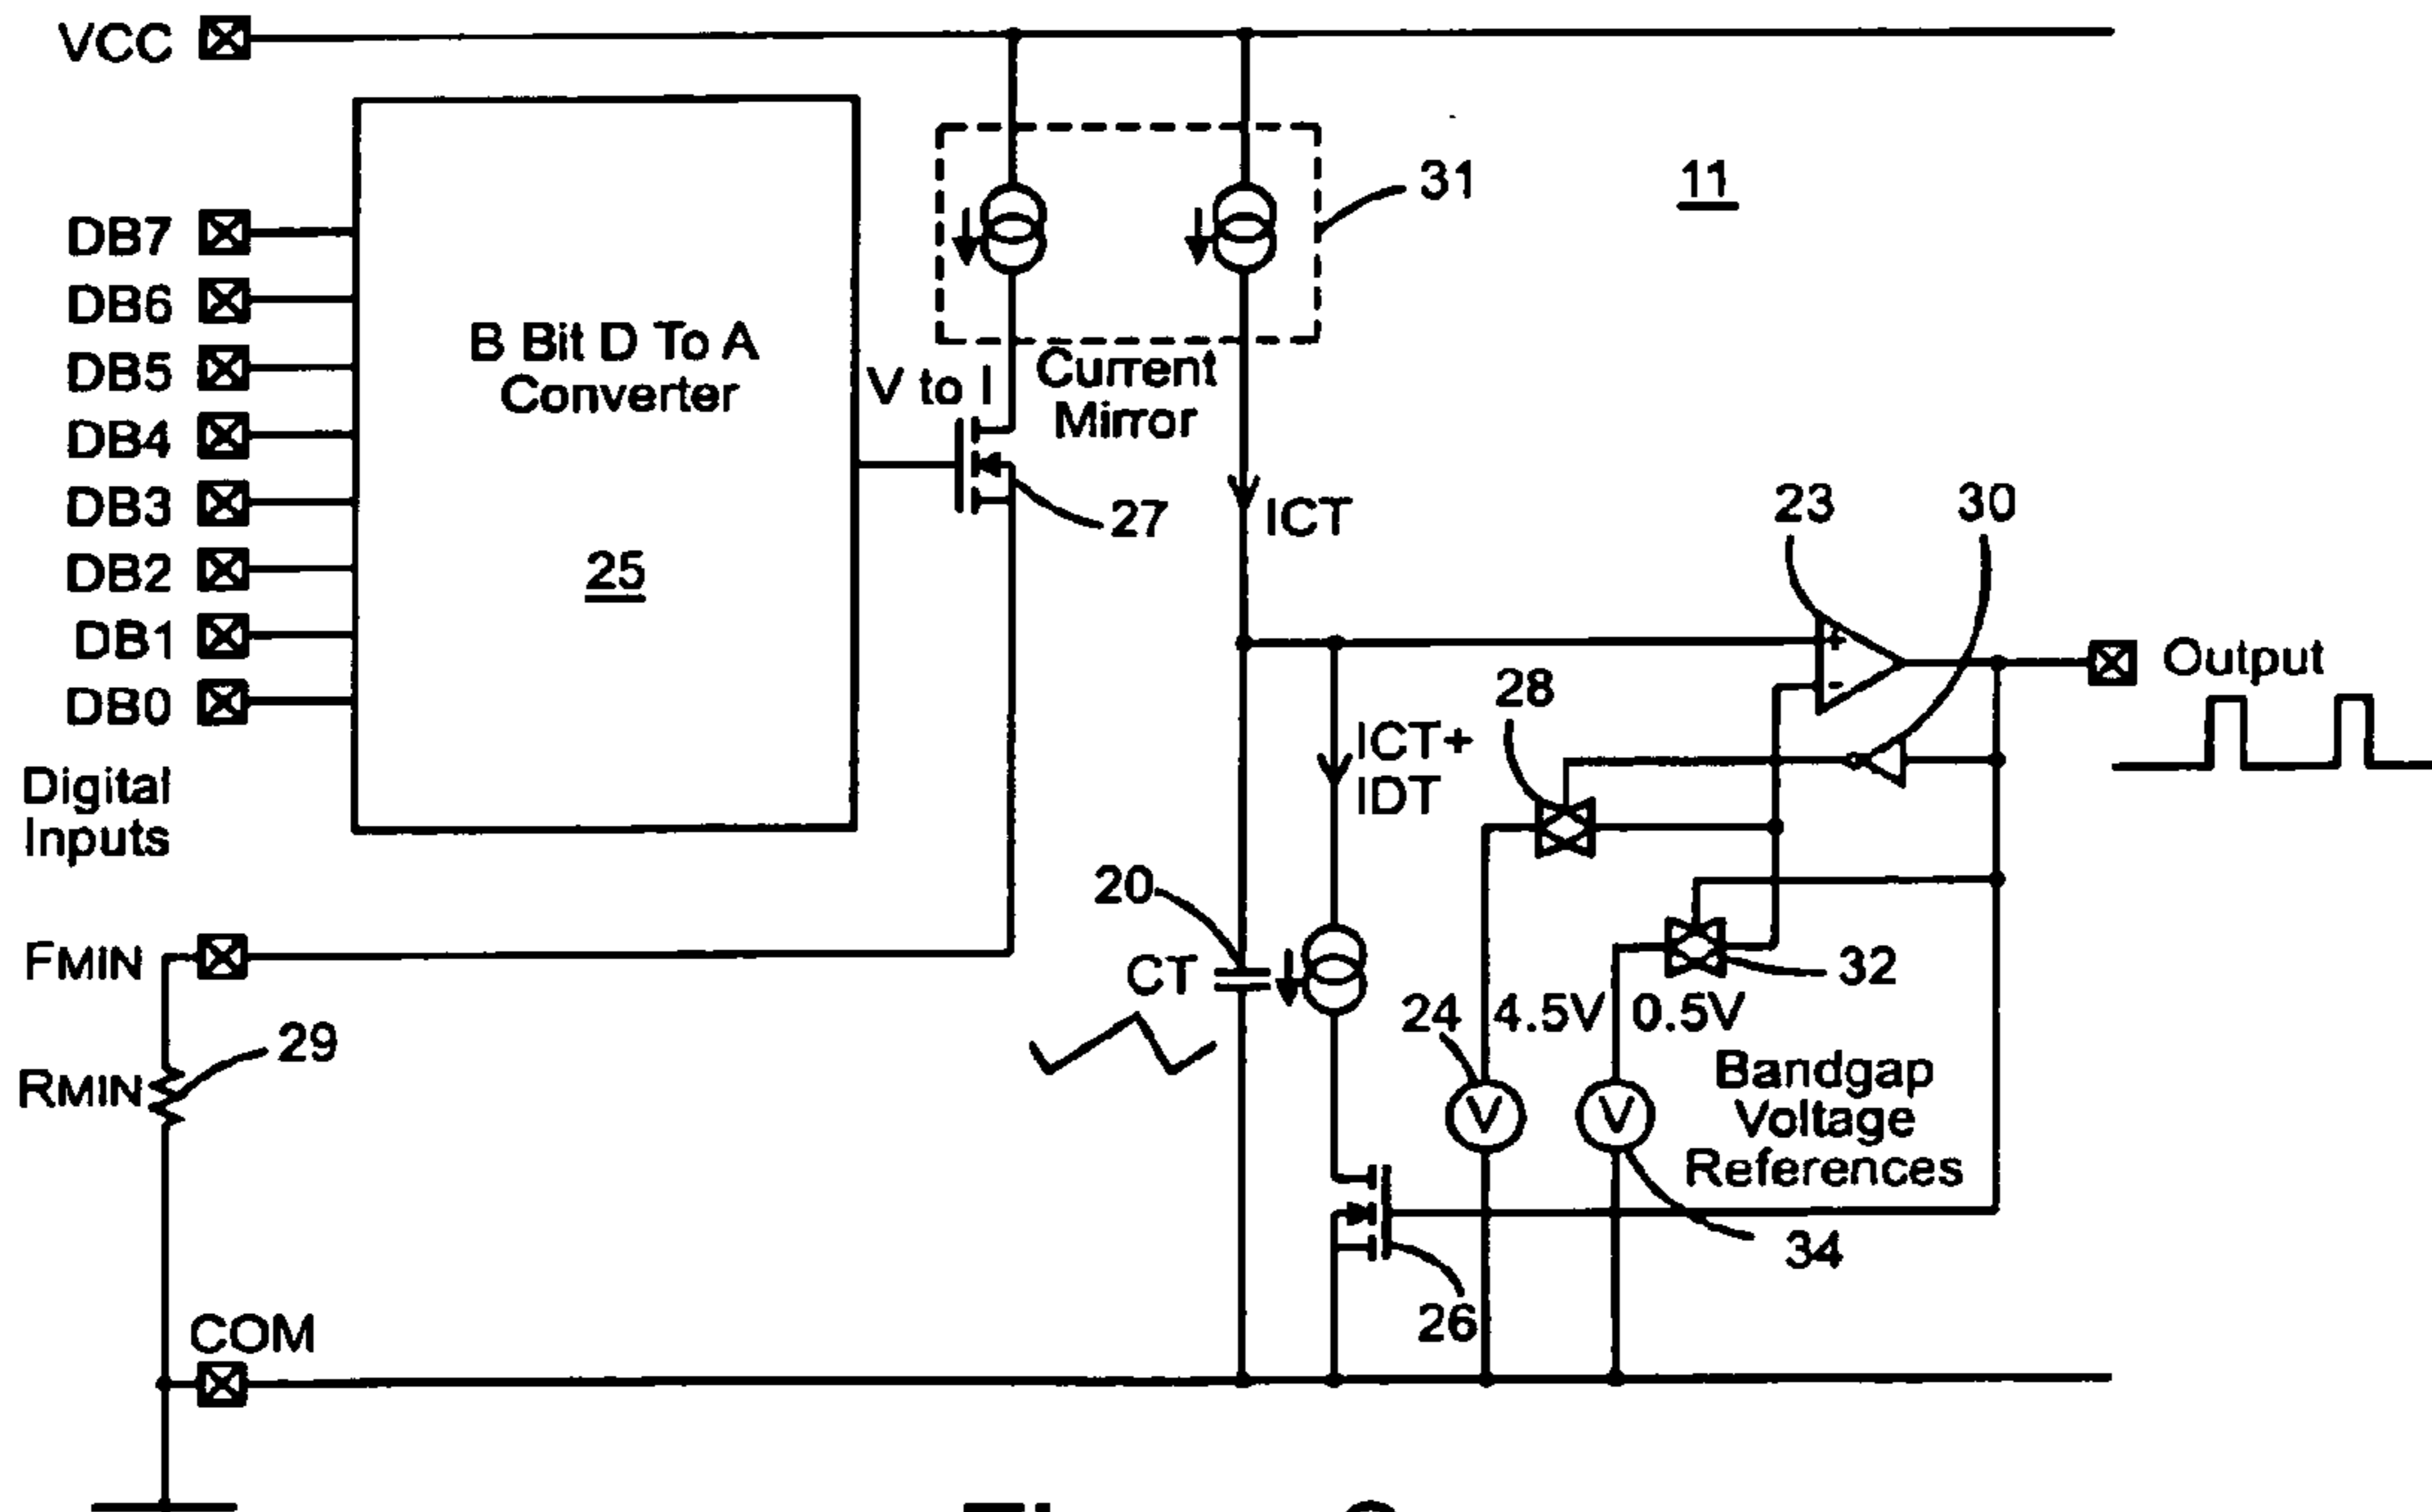 VCC
31
11
DB7
DB6
DB5
DB4
DB3
DB2
DB1
DB0
B Bit D To A
Converter
25
V to I
Current
Mirror
27
ICT
23
30
+
-
Output
28
ICT+
IDT
Digital
Inputs
20
CT
32
FMIN
24
4.5V
0.5V
29
RMIN
V
V
Bandgap
Voltage
References
34
26
COM